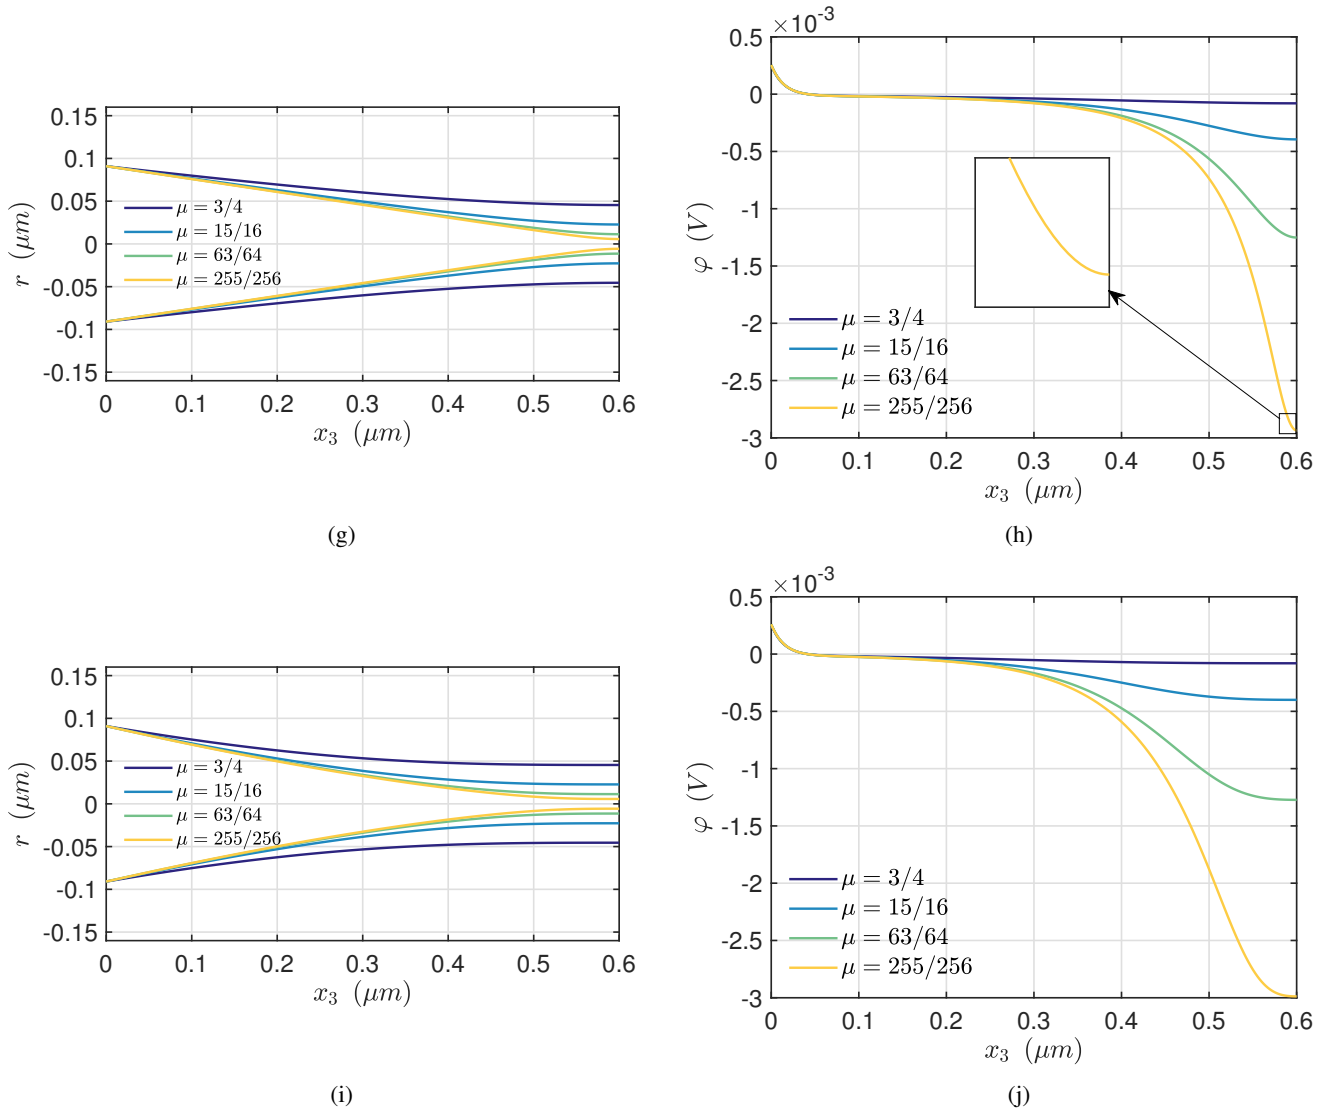 0.15
0.1
0.05
0
-0.05
-0.1
-0.15
r (μm)
μ = 3/4
μ = 15/16
μ = 63/64
μ = 255/256
0 0.1 0.2 0.3 0.4 0.5 0.6
x₃ (μm)
(g)
×10⁻³
0.5
0
-0.5
-1
-1.5
-2
-2.5
-3
φ (V)
μ = 3/4
μ = 15/16
μ = 63/64
μ = 255/256
0 0.1 0.2 0.3 0.4 0.5 0.6
x₃ (μm)
(h)
0.15
0.1
0.05
0
-0.05
-0.1
-0.15
r (μm)
μ = 3/4
μ = 15/16
μ = 63/64
μ = 255/256
0 0.1 0.2 0.3 0.4 0.5 0.6
x₃ (μm)
(i)
×10⁻³
0.5
0
-0.5
-1
-1.5
-2
-2.5
-3
φ (V)
μ = 3/4
μ = 15/16
μ = 63/64
μ = 255/256
0 0.1 0.2 0.3 0.4 0.5 0.6
x₃ (μm)
(j)